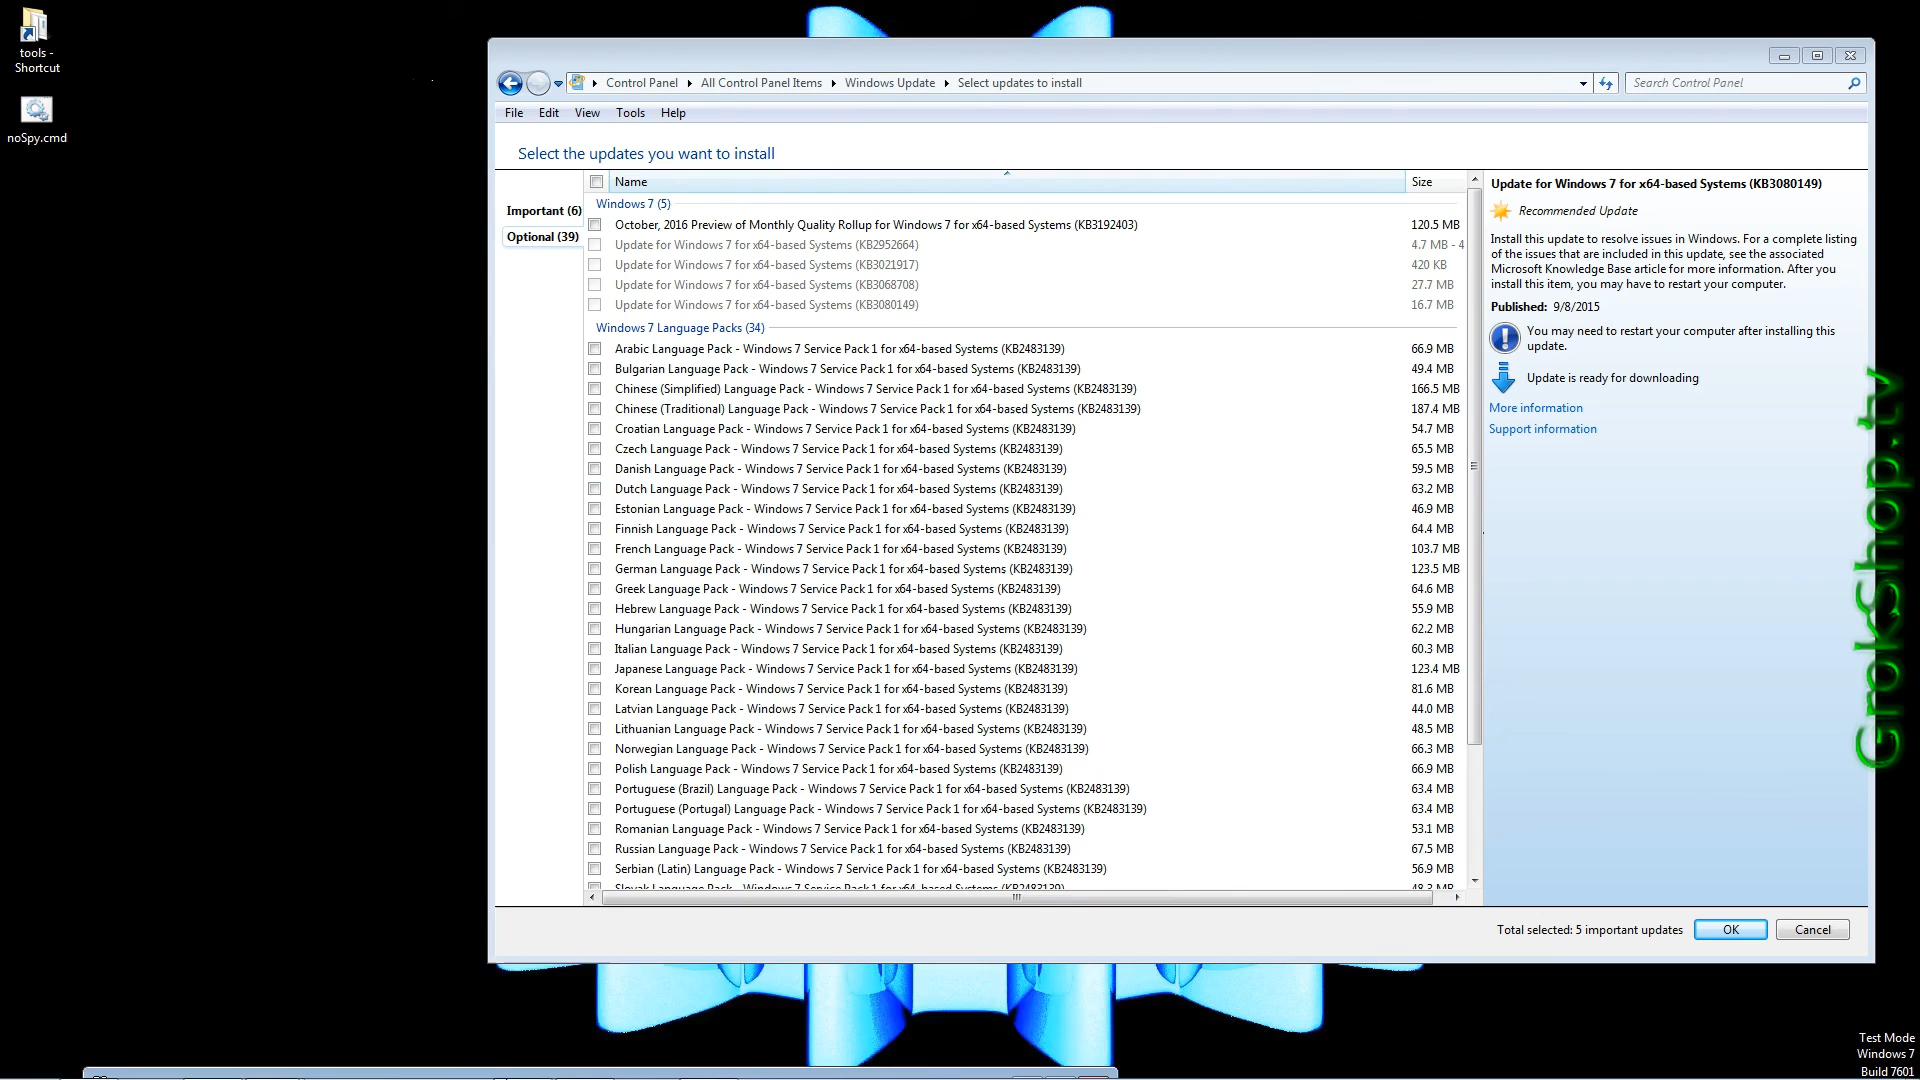 tools -
Shortcut
noSpy.cmd
Control Panel
All Control Panel Items
Windows Update
Select updates to install
Search Control Panel
File
Edit
View
Tools
Help
Select the updates you want to install
Important (6)
Optional (39)
Name
Size
Windows 7 (5)
October, 2016 Preview of Monthly Quality Rollup for Windows 7 for x64-based Systems (KB3192403) 120.5 MB
Update for Windows 7 for x64-based Systems (KB2952664) 4.7 MB - 4
Update for Windows 7 for x64-based Systems (KB3021917) 420 KB
Update for Windows 7 for x64-based Systems (KB3068708) 27.7 MB
Update for Windows 7 for x64-based Systems (KB3080149) 16.7 MB
Windows 7 Language Packs (34)
Arabic Language Pack - Windows 7 Service Pack 1 for x64-based Systems (KB2483139) 66.9 MB
Bulgarian Language Pack - Windows 7 Service Pack 1 for x64-based Systems (KB2483139) 49.4 MB
Chinese (Simplified) Language Pack - Windows 7 Service Pack 1 for x64-based Systems (KB2483139) 166.5 MB
Chinese (Traditional) Language Pack - Windows 7 Service Pack 1 for x64-based Systems (KB2483139) 187.4 MB
Croatian Language Pack - Windows 7 Service Pack 1 for x64-based Systems (KB2483139) 54.7 MB
Czech Language Pack - Windows 7 Service Pack 1 for x64-based Systems (KB2483139) 65.5 MB
Danish Language Pack - Windows 7 Service Pack 1 for x64-based Systems (KB2483139) 59.5 MB
Dutch Language Pack - Windows 7 Service Pack 1 for x64-based Systems (KB2483139) 63.2 MB
Estonian Language Pack - Windows 7 Service Pack 1 for x64-based Systems (KB2483139) 46.9 MB
Finnish Language Pack - Windows 7 Service Pack 1 for x64-based Systems (KB2483139) 64.4 MB
French Language Pack - Windows 7 Service Pack 1 for x64-based Systems (KB2483139) 103.7 MB
German Language Pack - Windows 7 Service Pack 1 for x64-based Systems (KB2483139) 123.5 MB
Greek Language Pack - Windows 7 Service Pack 1 for x64-based Systems (KB2483139) 64.6 MB
Hebrew Language Pack - Windows 7 Service Pack 1 for x64-based Systems (KB2483139) 55.9 MB
Hungarian Language Pack - Windows 7 Service Pack 1 for x64-based Systems (KB2483139) 62.2 MB
Italian Language Pack - Windows 7 Service Pack 1 for x64-based Systems (KB2483139) 60.3 MB
Japanese Language Pack - Windows 7 Service Pack 1 for x64-based Systems (KB2483139) 123.4 MB
Korean Language Pack - Windows 7 Service Pack 1 for x64-based Systems (KB2483139) 81.6 MB
Latvian Language Pack - Windows 7 Service Pack 1 for x64-based Systems (KB2483139) 44.0 MB
Lithuanian Language Pack - Windows 7 Service Pack 1 for x64-based Systems (KB2483139) 48.5 MB
Norwegian Language Pack - Windows 7 Service Pack 1 for x64-based Systems (KB2483139) 66.3 MB
Polish Language Pack - Windows 7 Service Pack 1 for x64-based Systems (KB2483139) 66.9 MB
Portuguese (Brazil) Language Pack - Windows 7 Service Pack 1 for x64-based Systems (KB2483139) 63.4 MB
Portuguese (Portugal) Language Pack - Windows 7 Service Pack 1 for x64-based Systems (KB2483139) 63.4 MB
Romanian Language Pack - Windows 7 Service Pack 1 for x64-based Systems (KB2483139) 53.1 MB
Russian Language Pack - Windows 7 Service Pack 1 for x64-based Systems (KB2483139) 67.5 MB
Serbian (Latin) Language Pack - Windows 7 Service Pack 1 for x64-based Systems (KB2483139) 56.9 MB
Slovak Language Pack - Windows 7 Service Pack 1 for x64-based Systems (KB2483139) 48.3 MB
Update for Windows 7 for x64-based Systems (KB3080149)
Recommended Update
Install this update to resolve issues in Windows. For a complete listing
of the issues that are included in this update, see the associated
Microsoft Knowledge Base article for more information. After you
install this item, you may have to restart your computer.
Published: 9/8/2015
You may need to restart your computer after installing this
update.
Update is ready for downloading
More information
Support information
Total selected: 5 important updates
OK
Cancel
GrokShop.tv
Test Mode
Windows 7
Build 7601